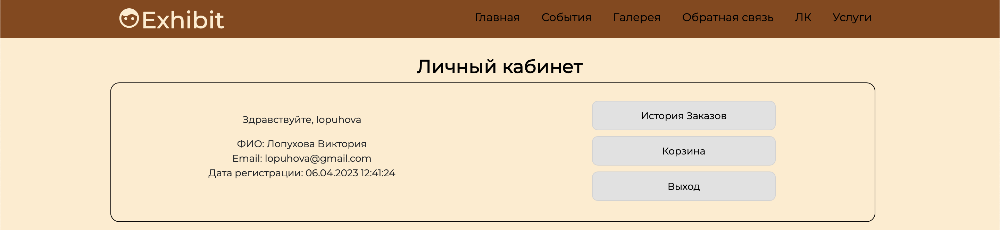 Exhibit
Главная События Галерея Обратная связь ЛК Услуги
Личный кабинет
Здравствуйте, lopuhova
ФИО: Лопухова Виктория
Email: lopuhova@gmail.com
Дата регистрации: 06.04.2023 12:41:24
История Заказов
Корзина
Выход